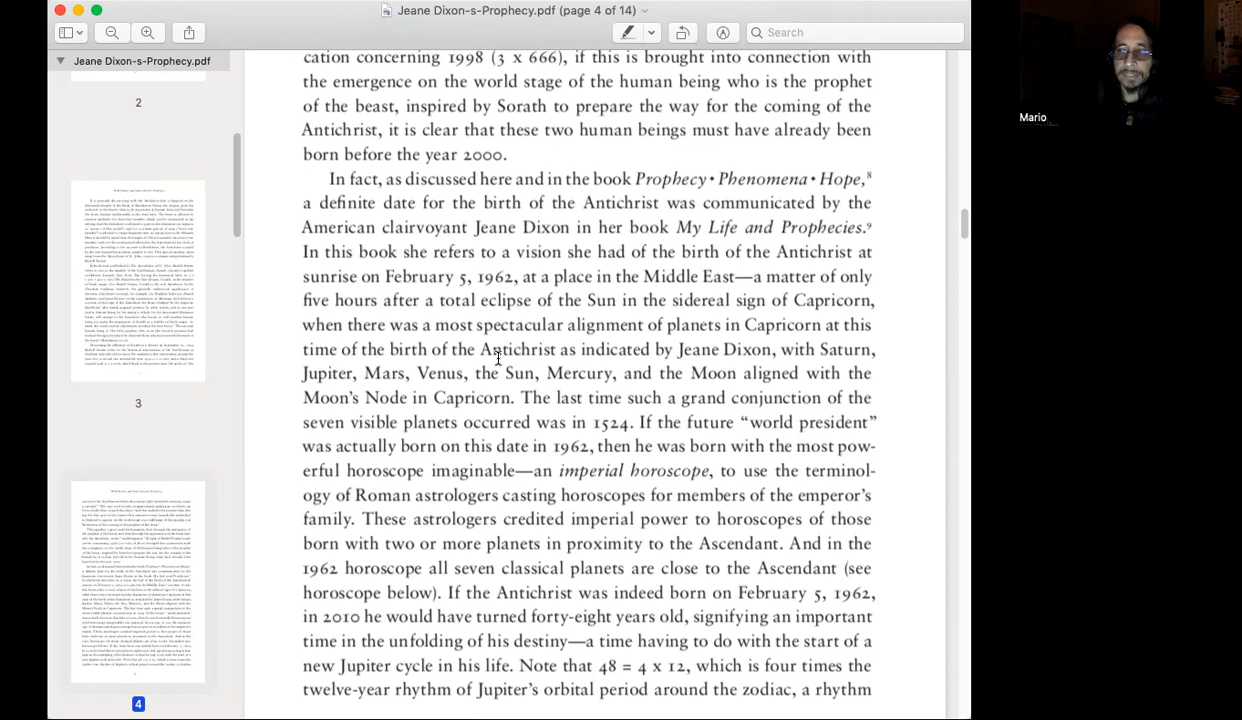 Jeane Dixon-s-Prophecy.pdf (page 4 of 14)
Search
Jeane Dixon-s-Prophecy.pdf
2
3
4
cation concerning 1998 (3 x 666), if this is brought into connection with
the emergence on the world stage of the human being who is the prophet
of the beast, inspired by Sorath to prepare the way for the coming of the
Antichrist, it is clear that these two human beings must have already been
born before the year 2000.
In fact, as discussed here and in the book Prophecy • Phenomena • Hope,⁸
a definite date for the birth of the Antichrist was communicated by the
American clairvoyant Jeane Dixon in her book My Life and Prophecies.⁹
In this book she refers to a vision she had of the birth of the Antichrist at
sunrise on February 5, 1962, at a place in the Middle East—a matter of only
five hours after a total eclipse of the Sun in the sidereal sign of Capricorn,
when there was a most spectacular alignment of planets in Capricorn at this
time of the birth of the Antichrist as indicated by Jeane Dixon, with Saturn,
Jupiter, Mars, Venus, the Sun, Mercury, and the Moon aligned with the
Moon's Node in Capricorn. The last time such a grand conjunction of the
seven visible planets occurred was in 1524. If the future “world president”
was actually born on this date in 1962, then he was born with the most pow-
erful horoscope imaginable—an imperial horoscope, to use the terminol-
ogy of Roman astrologers casting horoscopes for members of the emperor's
family. These astrologers credited imperial power to horoscopes of those
born with two or more planets in proximity to the Ascendant. And in the
1962 horoscope all seven classical planets are close to the Ascendant (see
horoscope below). If the Antichrist was indeed born on February 5, 1962,
in 2010 he would have turned forty-eight years old, signifying an important
time in the unfolding of his destiny—a time having to do with the start of a
new Jupiter cycle in his life. Note that 48 = 4 x 12, which is four times the
twelve-year rhythm of Jupiter's orbital period around the zodiac, a rhythm
Mario